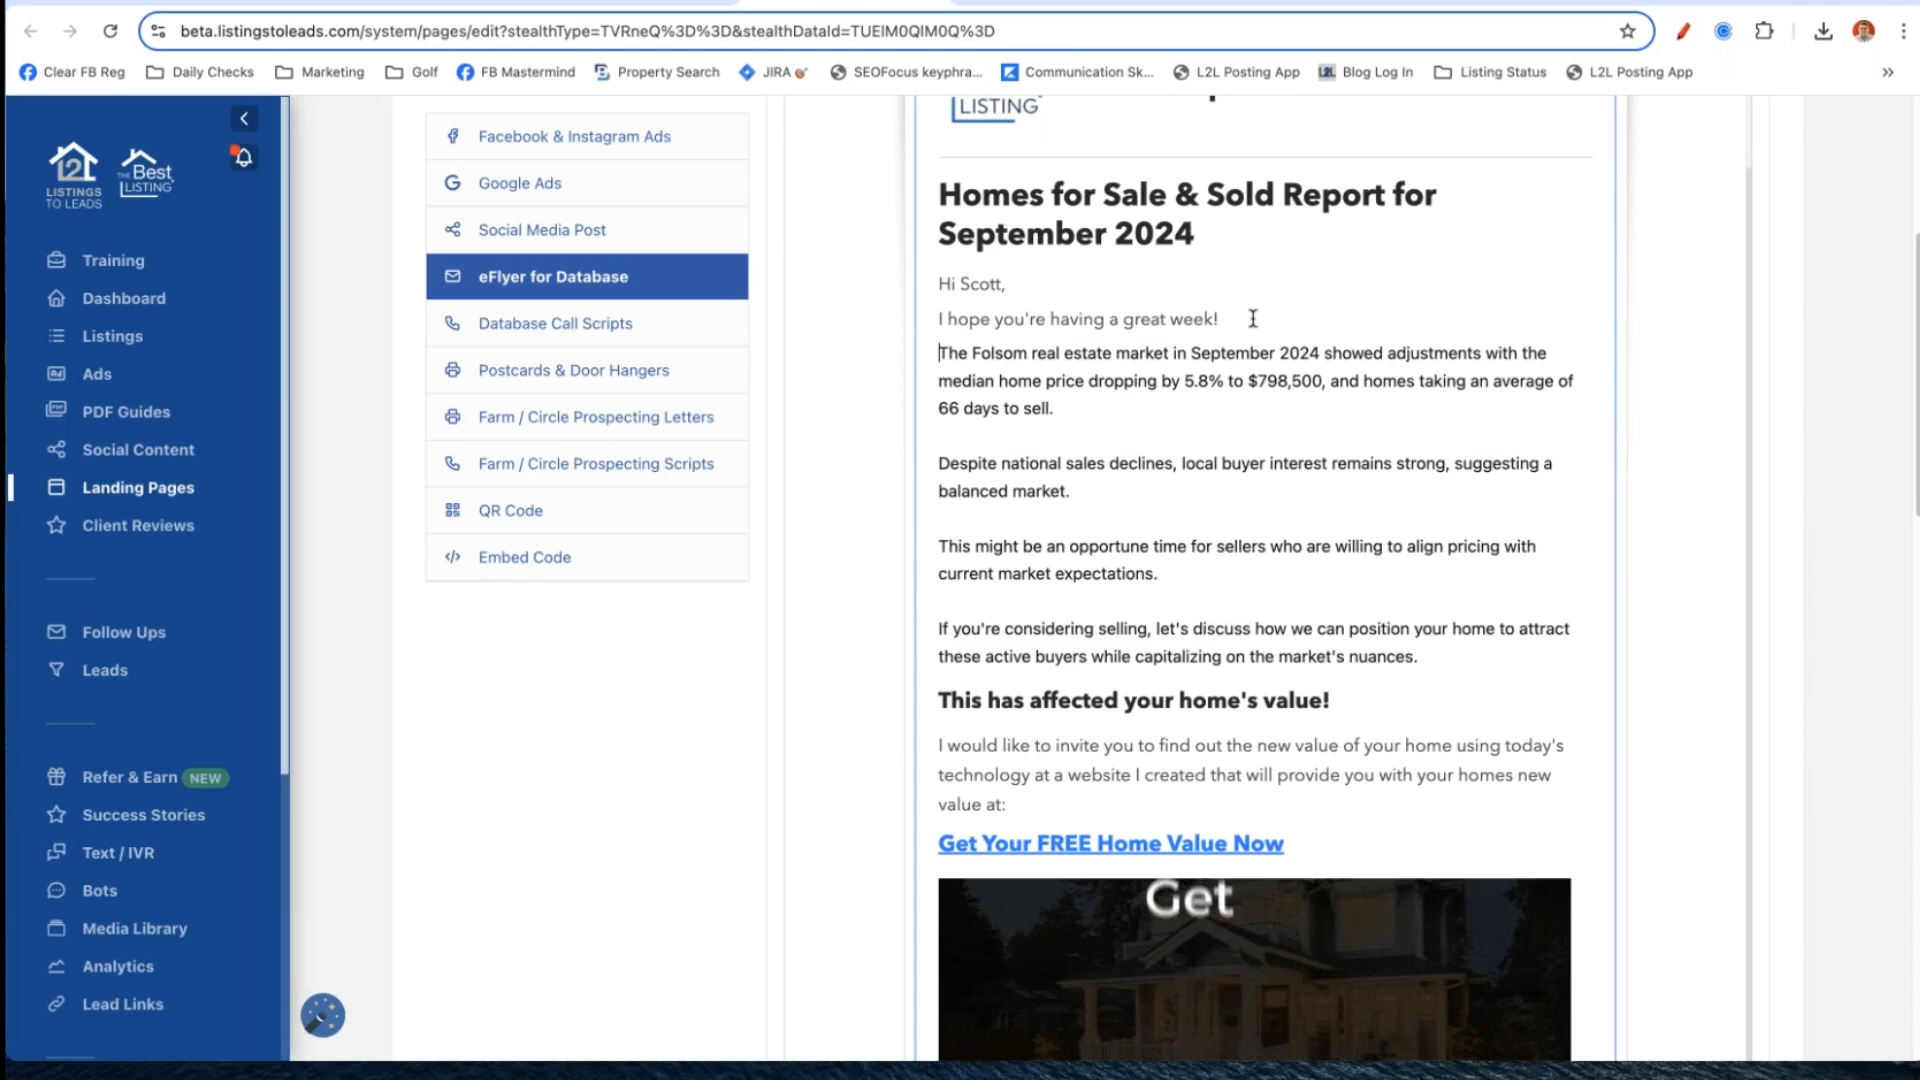 beta.listingstoleads.com/system/pages/edit?stealthType=TVRneQ%3D%3D&stealthDataId=TUElM0QlM0Q%3D
Clear FB Reg
Daily Checks
Marketing
Golf
FB Mastermind
Property Search
JIRA
SEOFocus keyphra...
Communication Sk...
L2L Posting App
L2L
Blog Log In
Listing Status
L2L Posting App
L2L
LISTINGS
TO LEADS
THE Best
LISTING
Training
Dashboard
Listings
Ads
PDF Guides
Social Content
Landing Pages
Client Reviews
Follow Ups
Leads
Refer & Earn NEW
Success Stories
Text / IVR
Bots
Media Library
Analytics
Lead Links
Facebook & Instagram Ads
Google Ads
Social Media Post
eFlyer for Database
Database Call Scripts
Postcards & Door Hangers
Farm / Circle Prospecting Letters
Farm / Circle Prospecting Scripts
QR Code
Embed Code
LISTING
Homes for Sale & Sold Report for
September 2024
Hi Scott,
I hope you're having a great week!
The Folsom real estate market in September 2024 showed adjustments with the
median home price dropping by 5.8% to $798,500, and homes taking an average of
66 days to sell.
Despite national sales declines, local buyer interest remains strong, suggesting a
balanced market.
This might be an opportune time for sellers who are willing to align pricing with
current market expectations.
If you're considering selling, let's discuss how we can position your home to attract
these active buyers while capitalizing on the market's nuances.
This has affected your home's value!
I would like to invite you to find out the new value of your home using today's
technology at a website I created that will provide you with your homes new
value at:
Get Your FREE Home Value Now
Get